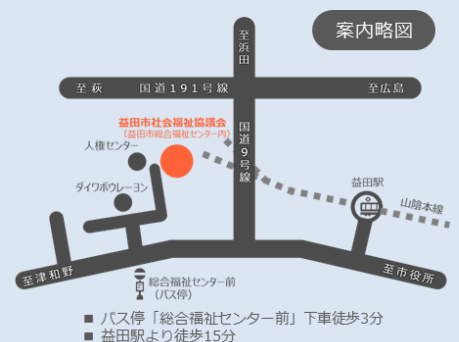 案内略図
至浜田
至萩 国道191号線 至広島
益田市社会福祉協議会
(益田市総合福祉センター内)
人権センター
国道9号線
ダイワボウレーヨン
益田駅
山陰本線
至津和野
至市役所
総合福祉センター前
(バス停)
■ バス停「総合福祉センター前」下車徒歩3分
■ 益田駅より徒歩15分